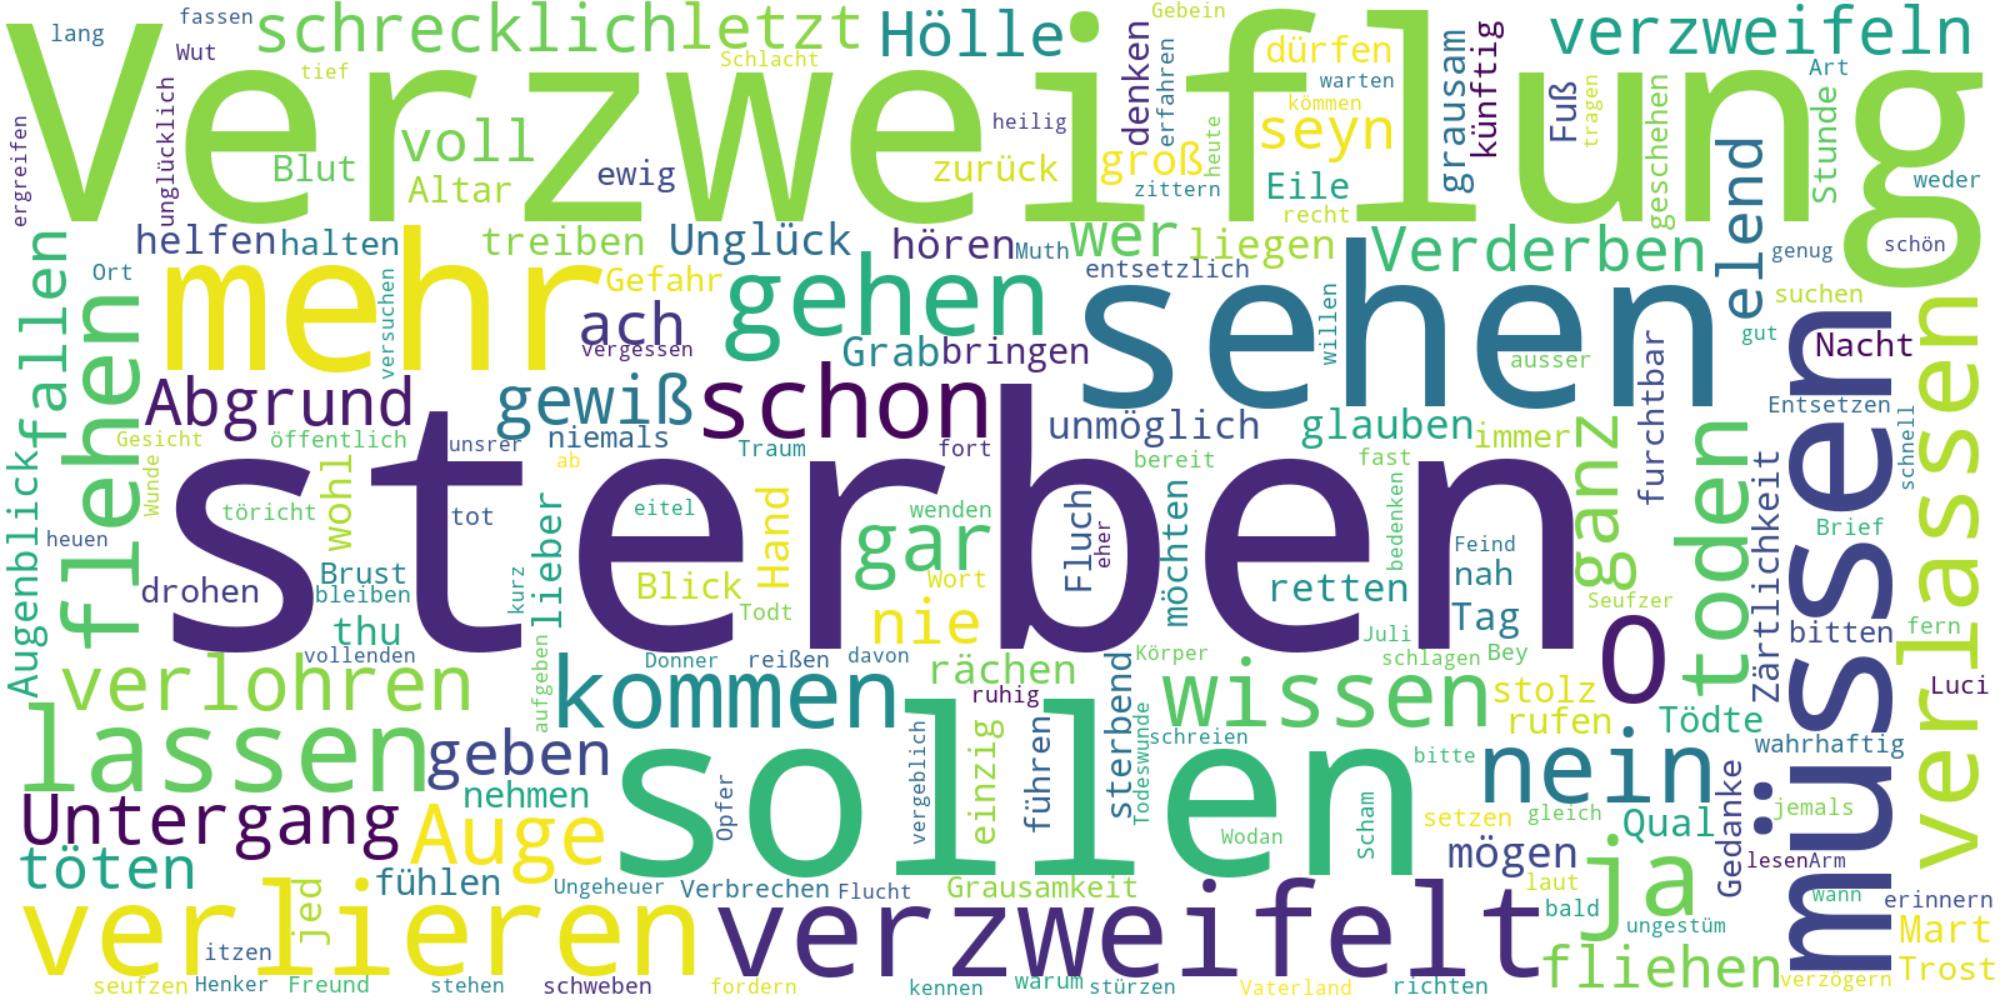 Verzweiflung
lang
fassen
Wut
schrecklich
letzt
Hölle
Gebein
denken
erfahren
dürfen
warten
kommen
grausam
künftig
verzweifeln
Art
Fuß
tragen
tief
Schlacht
heilig
voll
Blut
Altar
ewig
zurück
groß
heute
zittern
seyn
Eile
recht
geschehen
Stunde
elend
weder
ergreifen
unglücklich
helfen
halten
treiben
Unglück
hören
Muth
wer
liegen
Verderben
genug
schön
Ort
mehr
versuchen
Gefahr
ach
vergessen
gehen
entsetzlich
sehen
willen
ausser
suchen
gut
Nacht
fallen
flehen
Grab
bringen
furchtbar
Abgrund
gewiß
schon
unmöglich
glauben
immer
ganz
Entsetzen
schnell
müssen
verlassen
Gesicht
öffentlich
unsrer
niemals
ab
Traum
fort
bereit
fast
Augenblick
Wunde
wohl
sterben
töricht
tot
eitel
wenden
heuen
lieber
Hand
gar
Fluch
eher
möchten
bedenken
Feind
nah
toden
Zärtlichkeit
Brief
drohen
Brust
bleiben
kurz
Blick
Wort
retten
Seufzer
Todt
thu
nie
Tag
O
bitten
fern
vollenden
aufgeben
Donner
reißen
davon
Juli
schlagen
Bey
Körper
verlohren
kommen
rächen
ruhig
sterbend
Todeswunde
wissen
stolz
rufen
Tödte
Luci
lassen
geben
sollen
vergeblich
einzig
führen
schreien
bitte
nein
wahrhaftig
nehmen
Opfer
Untergang
Auge
Wodan
Scham
setzen
gleich
Qual
Gedanke
jemals
töten
fühlen
Ungeheuer
Verbrechen
Flucht
Grausamkeit
mögen
ja
lesen
Arm
laut
wann
erinnern
verlieren
jed
itzen
verzweifelt
bald
ungestüm
Mart
fliehen
verzögern
Trost
seufzen
Henker
Freund
stehen
schweben
fordern
kennen
warum
stürzen
Vaterland
richten